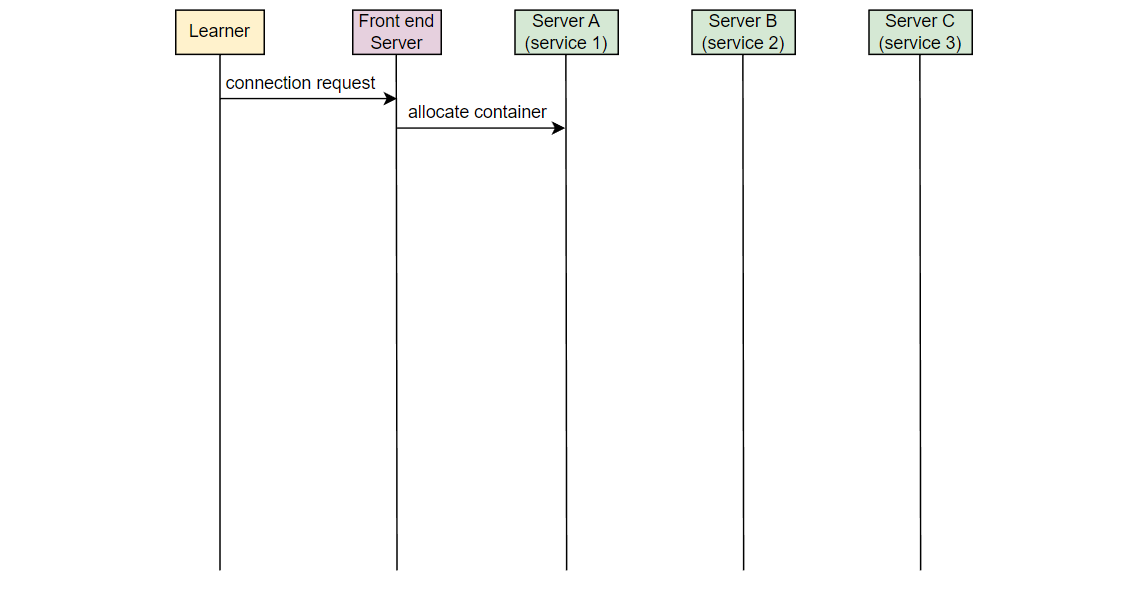 Learner
Front end
Server
Server A
(service 1)
Server B
(service 2)
Server C
(service 3)
connection request
allocate container